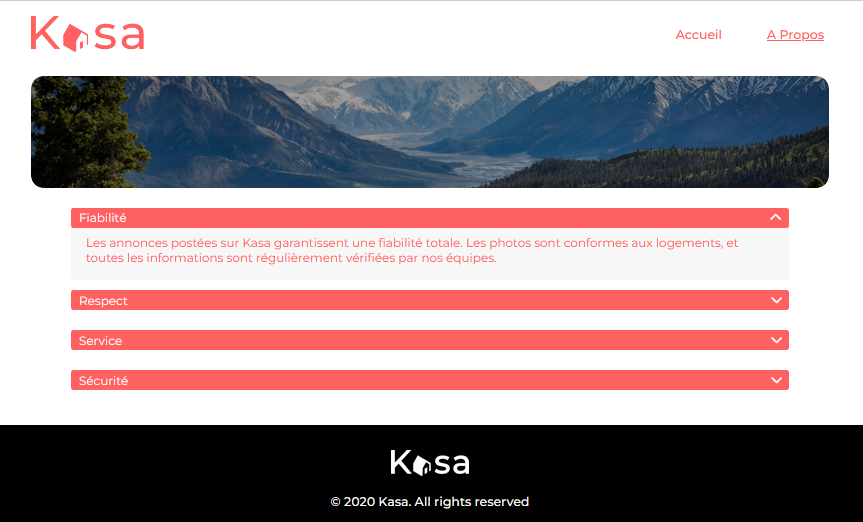 Kasa
Accueil
A Propos
Fiabilité
Les annonces postées sur Kasa garantissent une fiabilité totale. Les photos sont conformes aux logements, et
toutes les informations sont régulièrement vérifiées par nos équipes.
Respect
Service
Sécurité
Kasa
© 2020 Kasa. All rights reserved